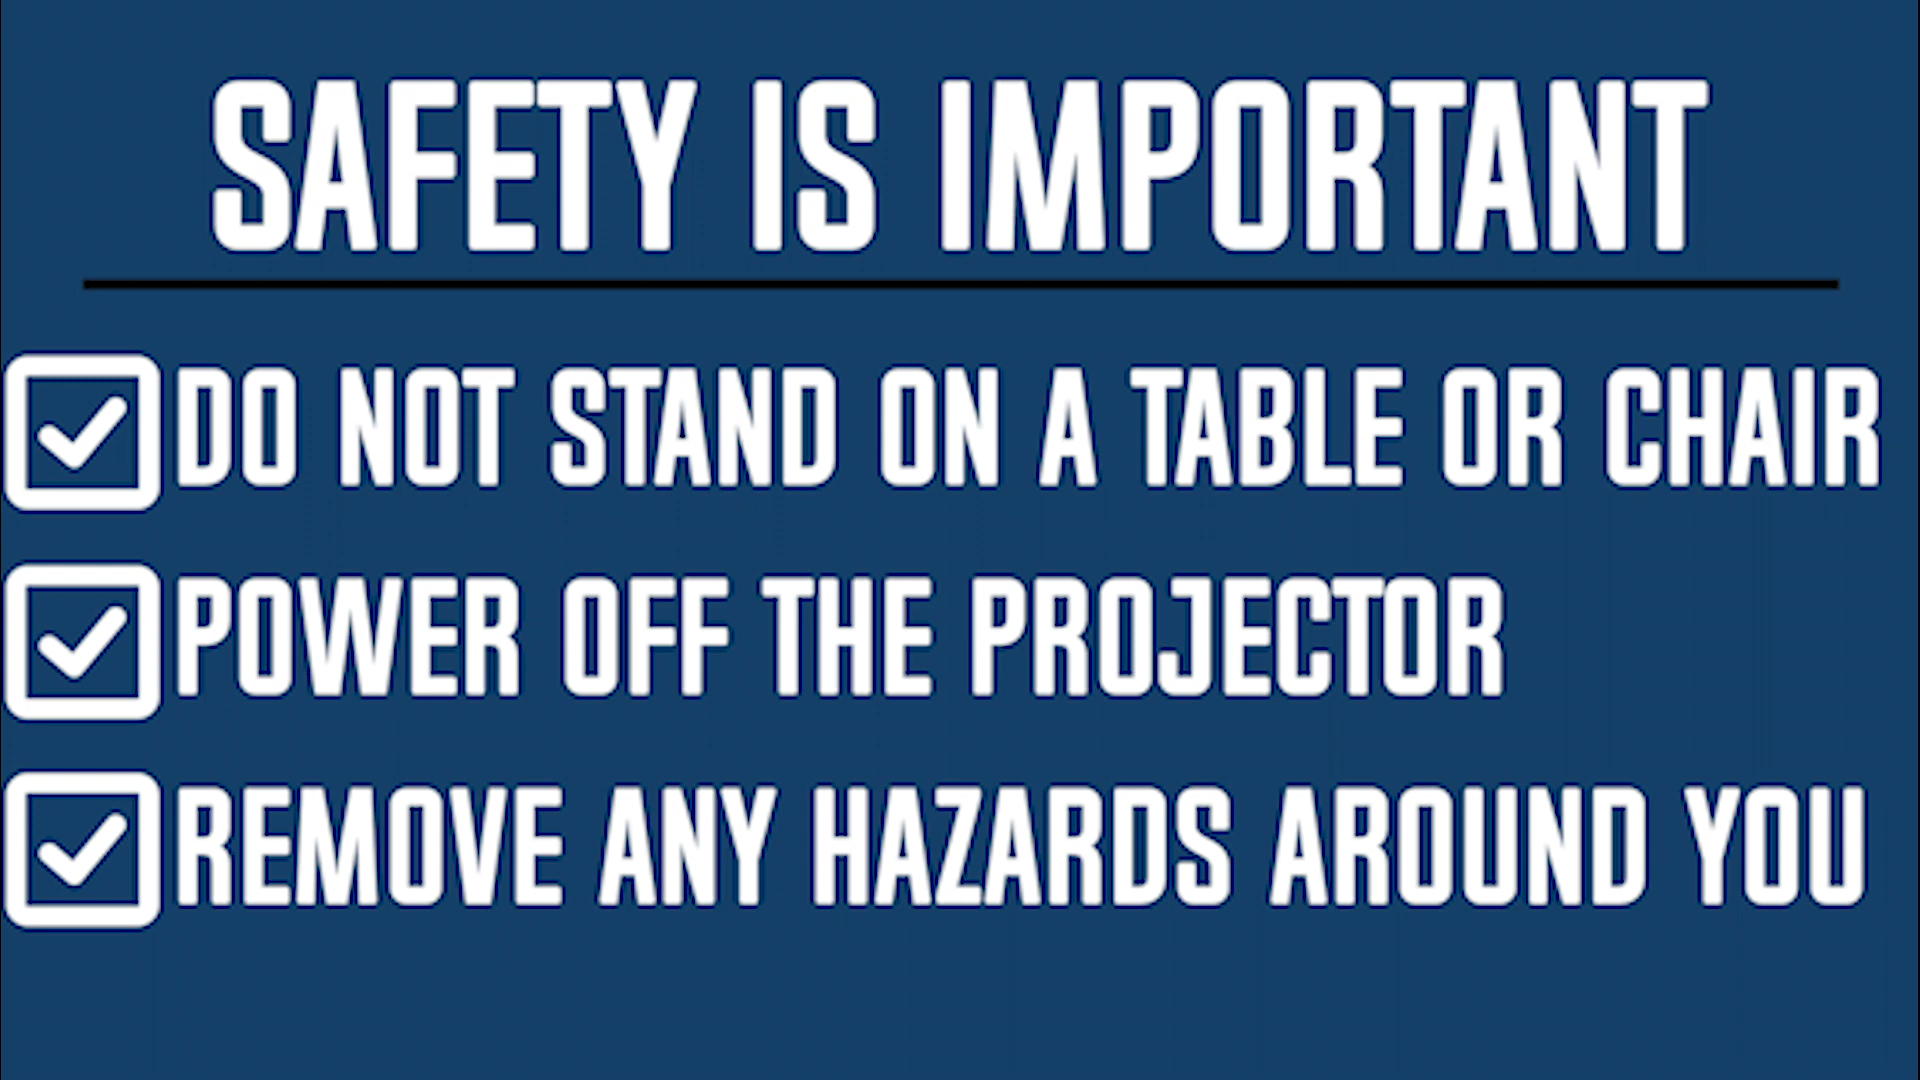 SAFETY IS IMPORTANT
DO NOT STAND ON A TABLE OR CHAIR
POWER OFF THE PROJECTOR
REMOVE ANY HAZARDS AROUND YOU